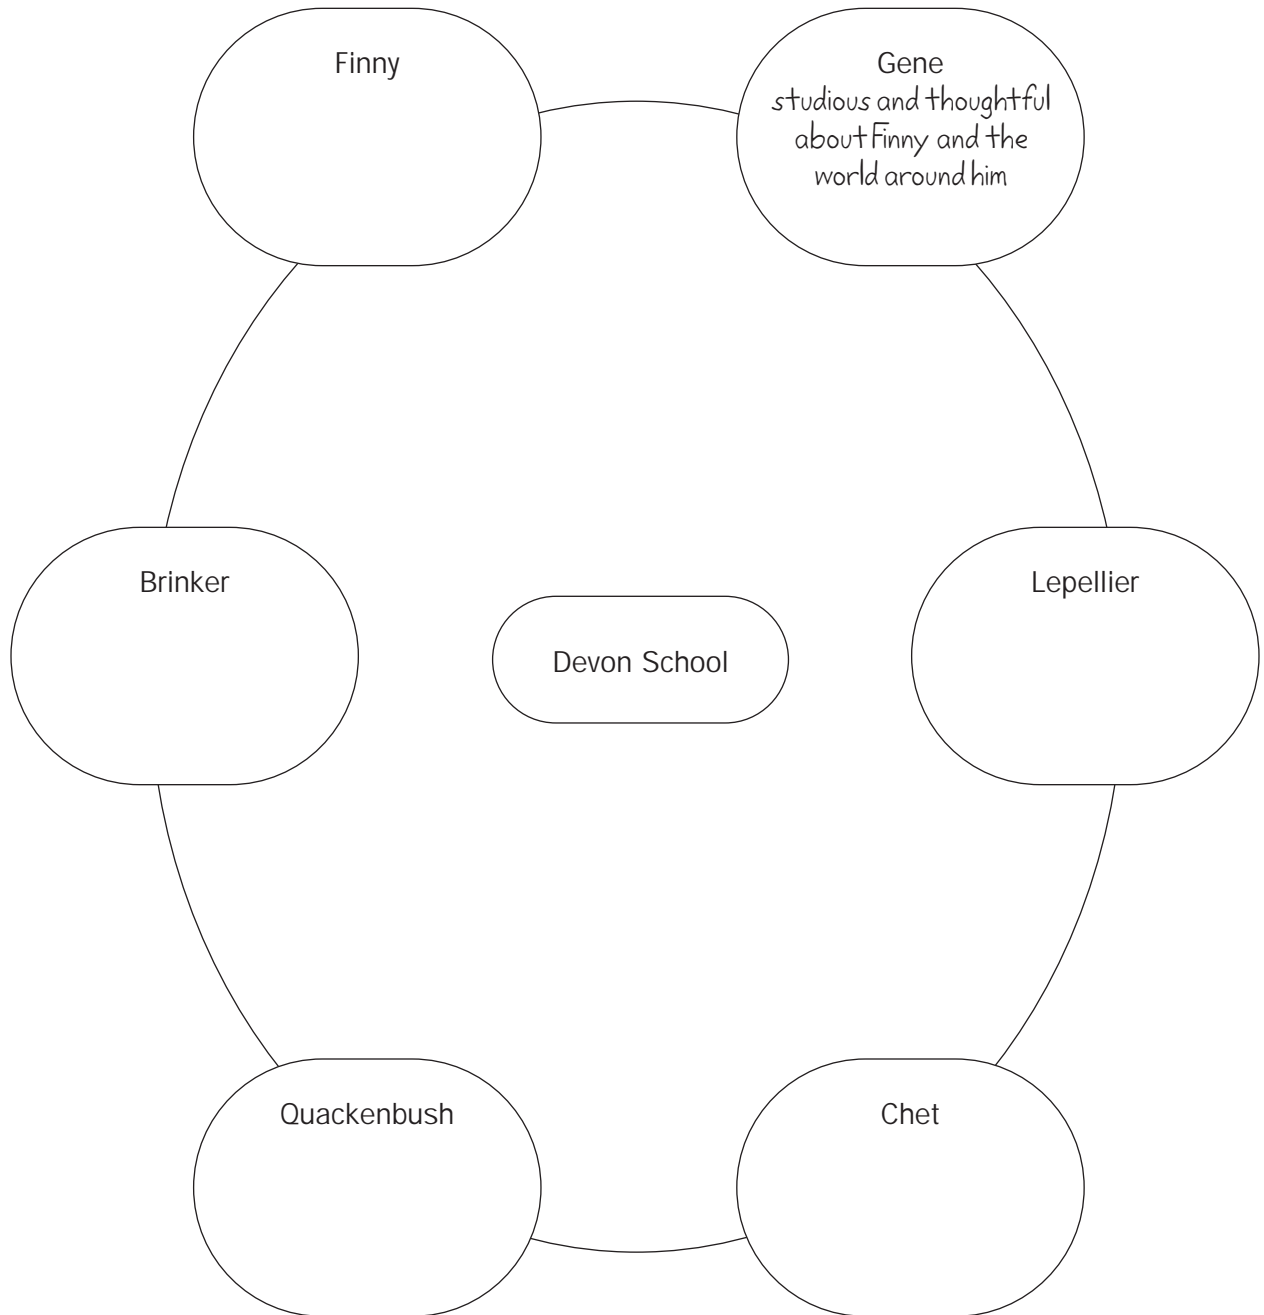 Finny
Gene
studious and thoughtful
about Finny and the
world around him
Brinker
Lepellier
Devon School
Quackenbush
Chet